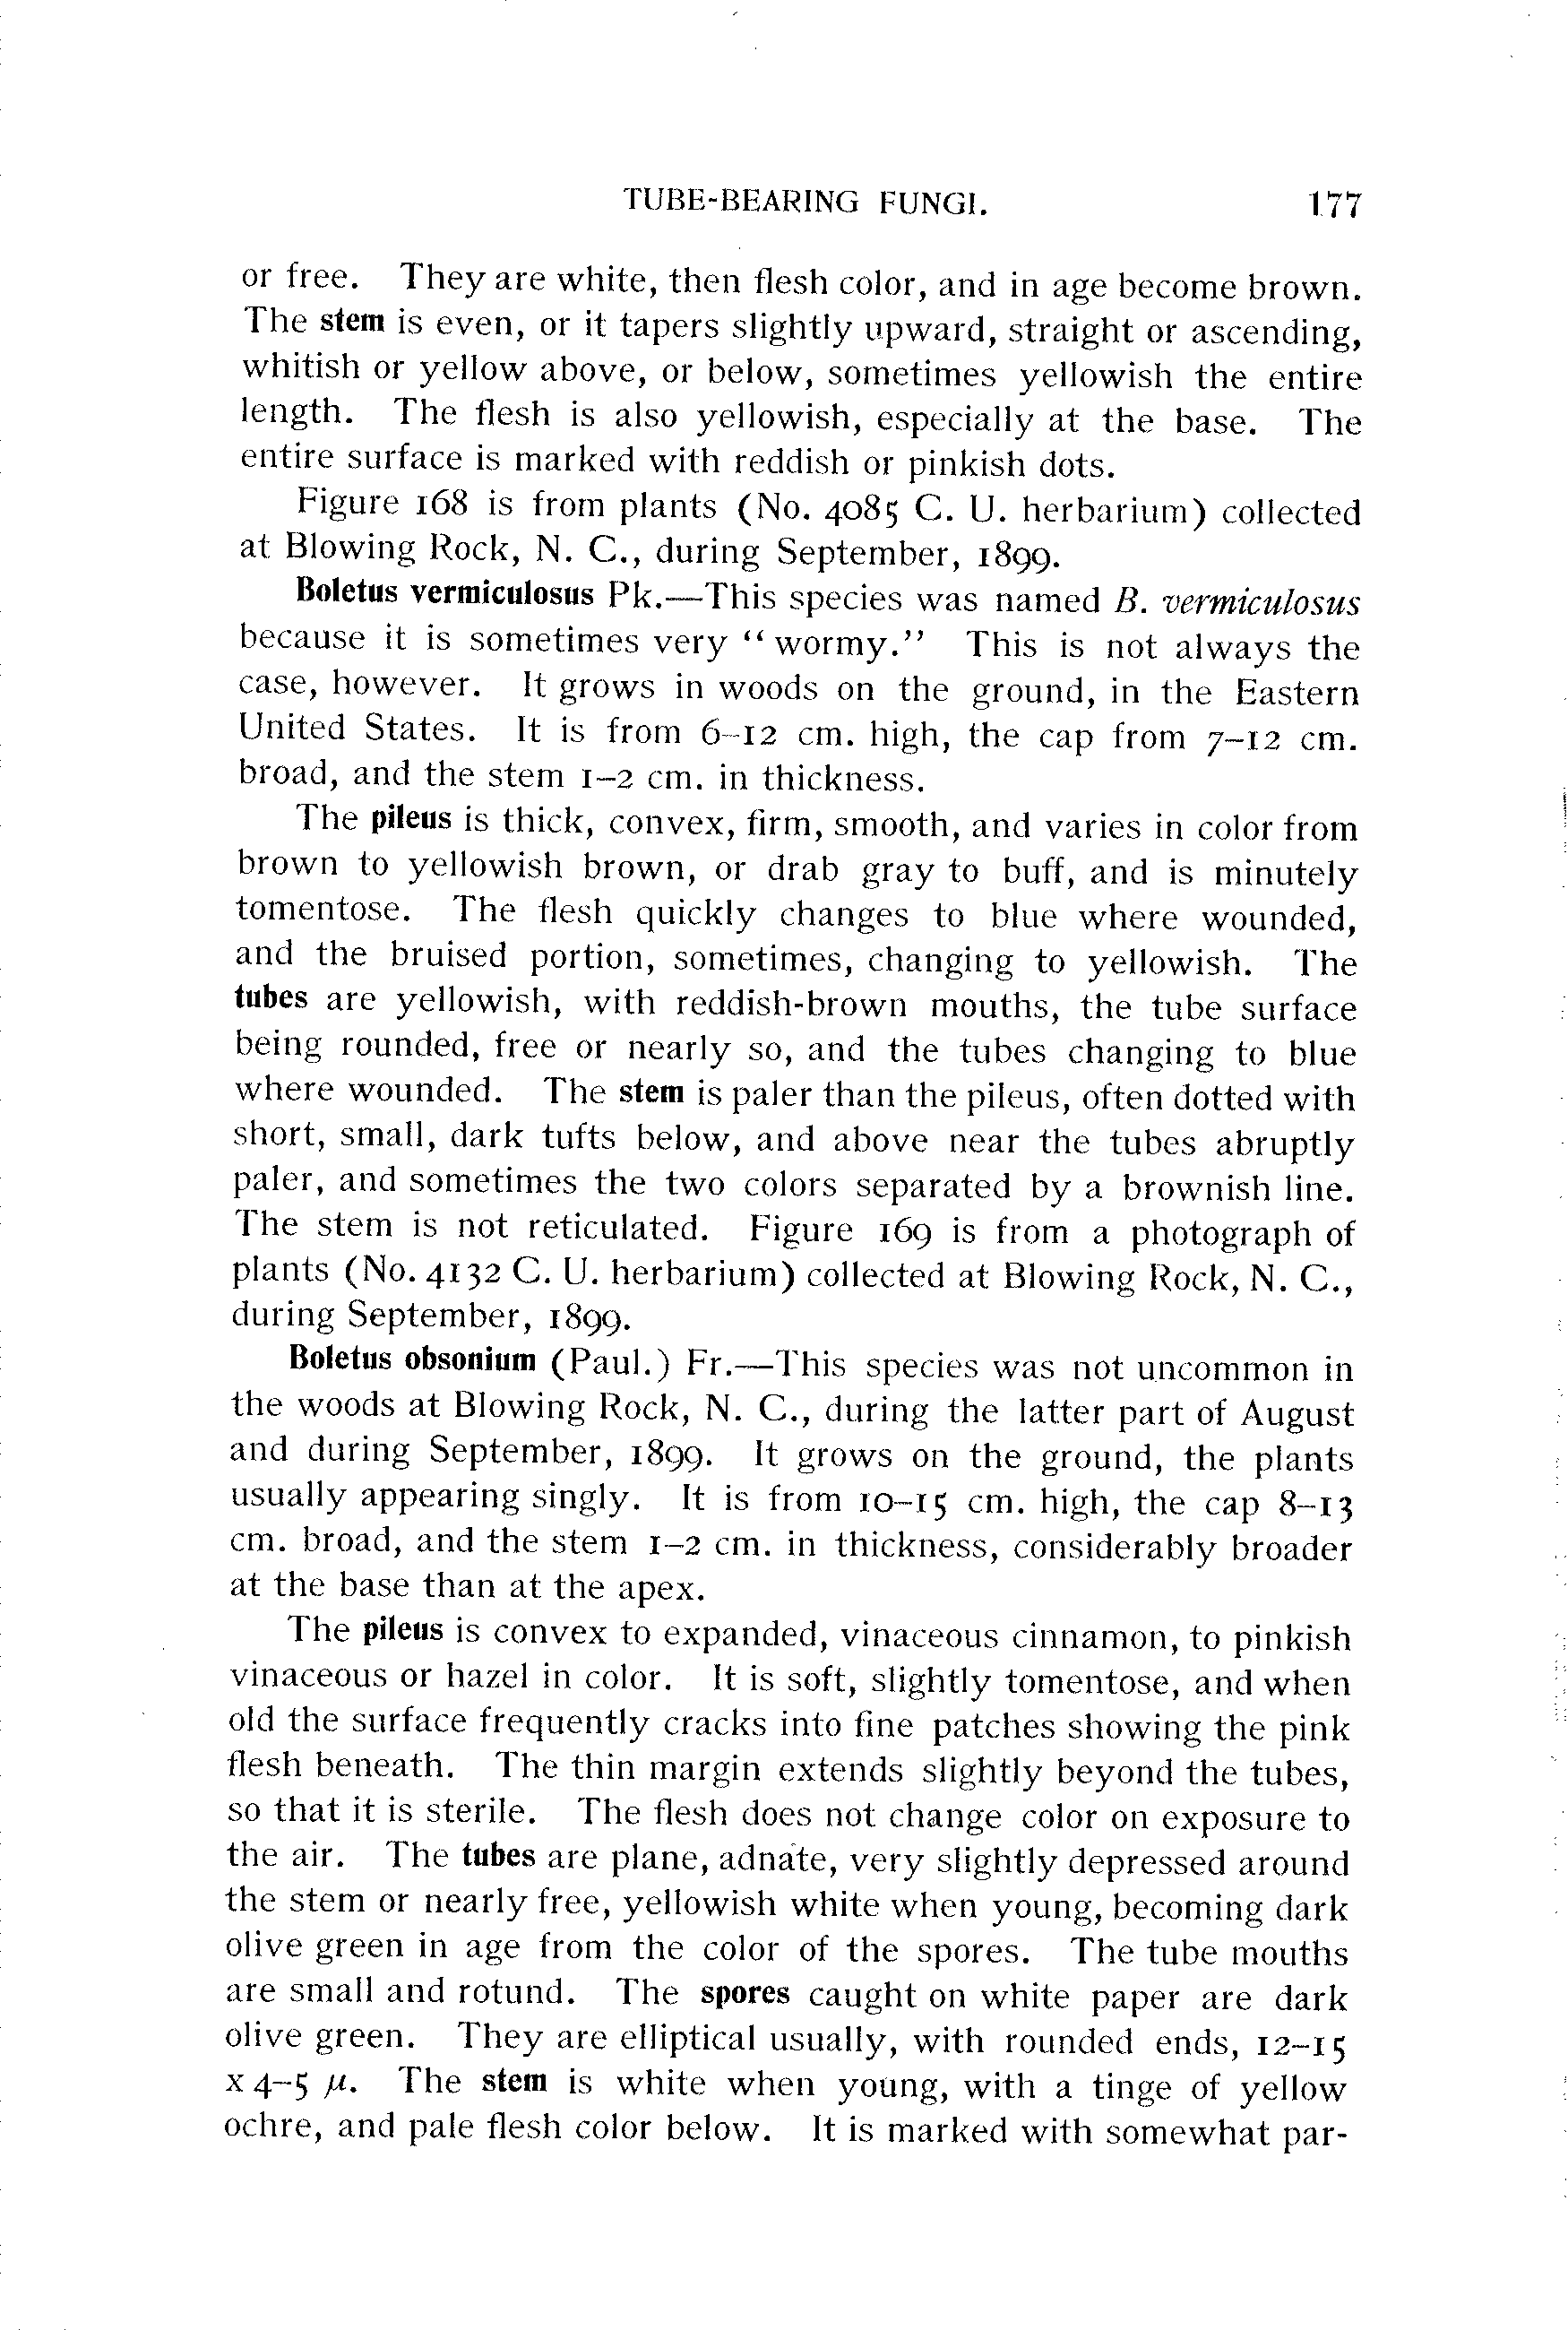 TUBE-BEARING FUNGI. 177
or free. They are white, then flesh color, and in age become brown.
The stem is even, or it tapers slightly upward, straight or ascending,
whitish or yellow above, or below, sometimes yellowish the entire
length. The flesh is also yellowish, especially at the base. The
entire surface is marked with reddish or pinkish dots.
Figure 168 is from plants (No. 4085 C. U. herbarium) collected
at Blowing Rock, N. C., during September, 1899.
Boletus vermiculosus Pk.—This species was named B. vermiculosus
because it is sometimes very “ wormy.” This is not always the
case, however. It grows in woods on the ground, in the Eastern
United States. It is from 6–12 cm. high, the cap from 7–12 cm.
broad, and the stem 1–2 cm. in thickness.
The pileus is thick, convex, firm, smooth, and varies in color from
brown to yellowish brown, or drab gray to buff, and is minutely
tomentose. The flesh quickly changes to blue where wounded,
and the bruised portion, sometimes, changing to yellowish. The
tubes are yellowish, with reddish-brown mouths, the tube surface
being rounded, free or nearly so, and the tubes changing to blue
where wounded. The stem is paler than the pileus, often dotted with
short, small, dark tufts below, and above near the tubes abruptly
paler, and sometimes the two colors separated by a brownish line.
The stem is not reticulated. Figure 169 is from a photograph of
plants (No. 4132 C. U. herbarium) collected at Blowing Rock, N. C.,
during September, 1899.
Boletus obsonium (Paul.) Fr.—This species was not uncommon in
the woods at Blowing Rock, N. C., during the latter part of August
and during September, 1899. It grows on the ground, the plants
usually appearing singly. It is from 10–15 cm. high, the cap 8–13
cm. broad, and the stem 1–2 cm. in thickness, considerably broader
at the base than at the apex.
The pileus is convex to expanded, vinaceous cinnamon, to pinkish
vinaceous or hazel in color. It is soft, slightly tomentose, and when
old the surface frequently cracks into fine patches showing the pink
flesh beneath. The thin margin extends slightly beyond the tubes,
so that it is sterile. The flesh does not change color on exposure to
the air. The tubes are plane, adnate, very slightly depressed around
the stem or nearly free, yellowish white when young, becoming dark
olive green in age from the color of the spores. The tube mouths
are small and rotund. The spores caught on white paper are dark
olive green. They are elliptical usually, with rounded ends, 12–15
x 4–5 µ. The stem is white when young, with a tinge of yellow
ochre, and pale flesh color below. It is marked with somewhat par-